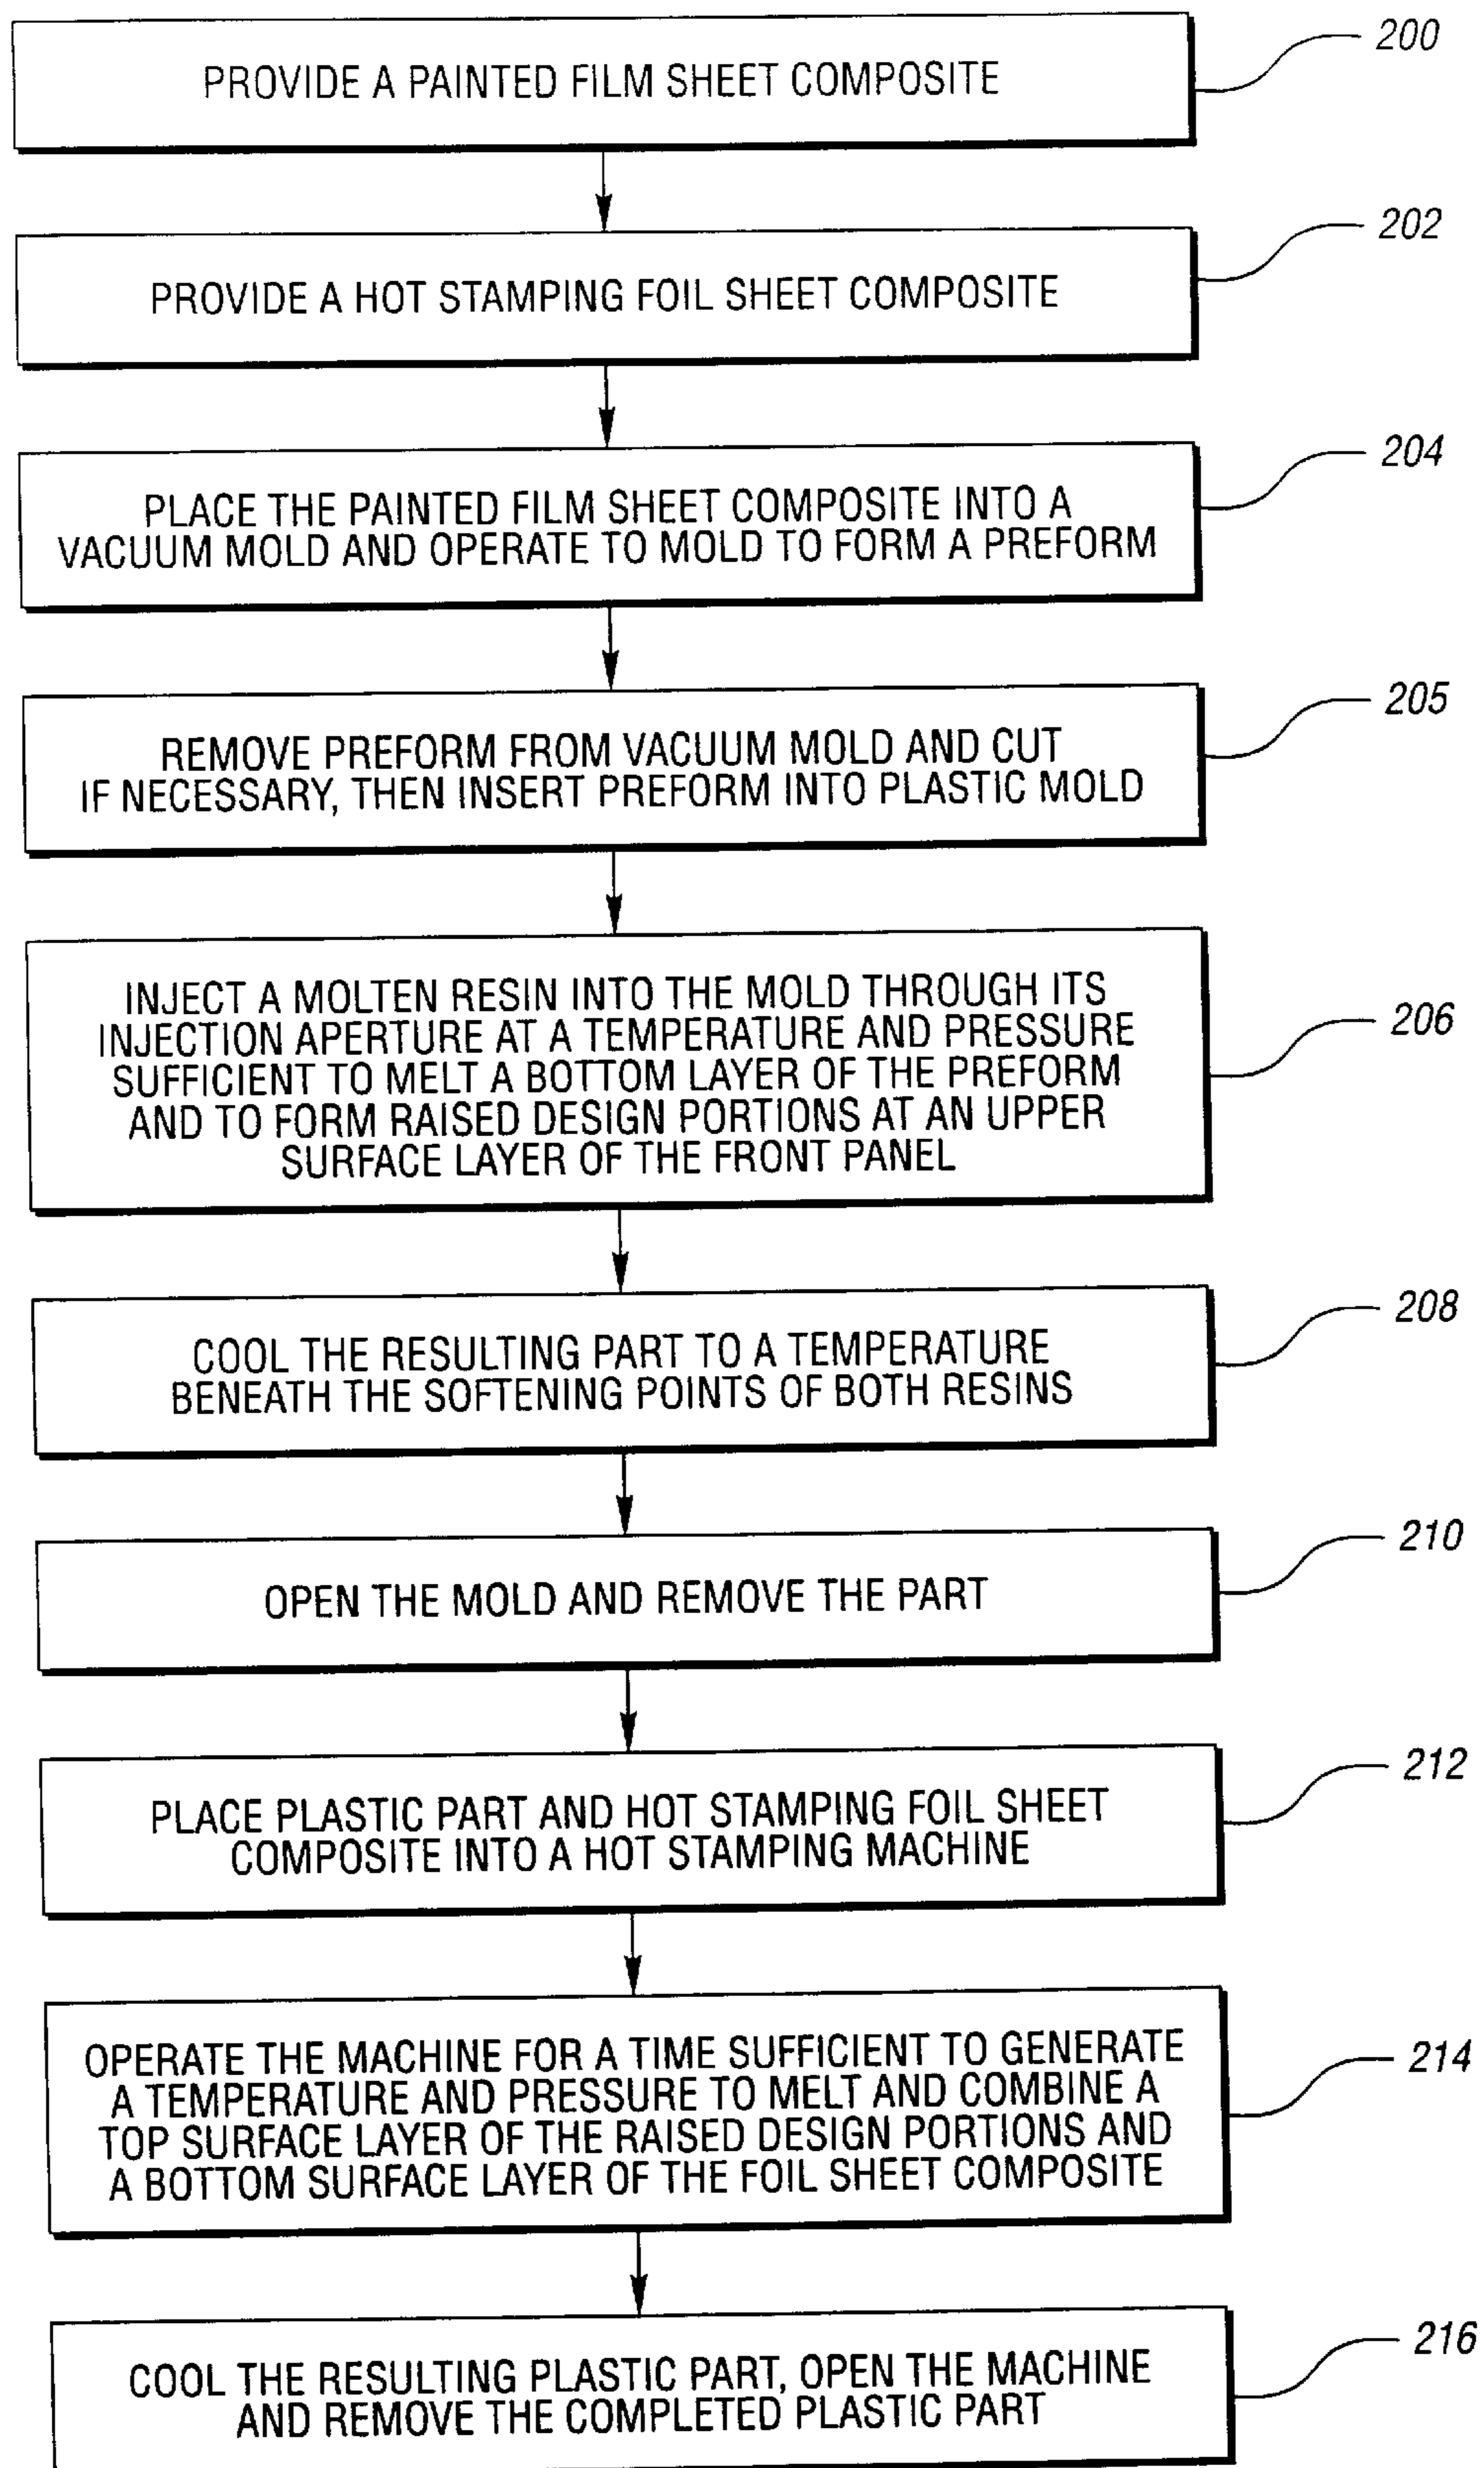 PROVIDE A PAINTED FILM SHEET COMPOSITE
200
PROVIDE A HOT STAMPING FOIL SHEET COMPOSITE
202
PLACE THE PAINTED FILM SHEET COMPOSITE INTO A
VACUUM MOLD AND OPERATE TO MOLD TO FORM A PREFORM
204
REMOVE PREFORM FROM VACUUM MOLD AND CUT
IF NECESSARY, THEN INSERT PREFORM INTO PLASTIC MOLD
205
INJECT A MOLTEN RESIN INTO THE MOLD THROUGH ITS
INJECTION APERTURE AT A TEMPERATURE AND PRESSURE
SUFFICIENT TO MELT A BOTTOM LAYER OF THE PREFORM
AND TO FORM RAISED DESIGN PORTIONS AT AN UPPER
SURFACE LAYER OF THE FRONT PANEL
206
COOL THE RESULTING PART TO A TEMPERATURE
BENEATH THE SOFTENING POINTS OF BOTH RESINS
208
OPEN THE MOLD AND REMOVE THE PART
210
PLACE PLASTIC PART AND HOT STAMPING FOIL SHEET
COMPOSITE INTO A HOT STAMPING MACHINE
212
OPERATE THE MACHINE FOR A TIME SUFFICIENT TO GENERATE
A TEMPERATURE AND PRESSURE TO MELT AND COMBINE A
TOP SURFACE LAYER OF THE RAISED DESIGN PORTIONS AND
A BOTTOM SURFACE LAYER OF THE FOIL SHEET COMPOSITE
214
COOL THE RESULTING PLASTIC PART, OPEN THE MACHINE
AND REMOVE THE COMPLETED PLASTIC PART
216